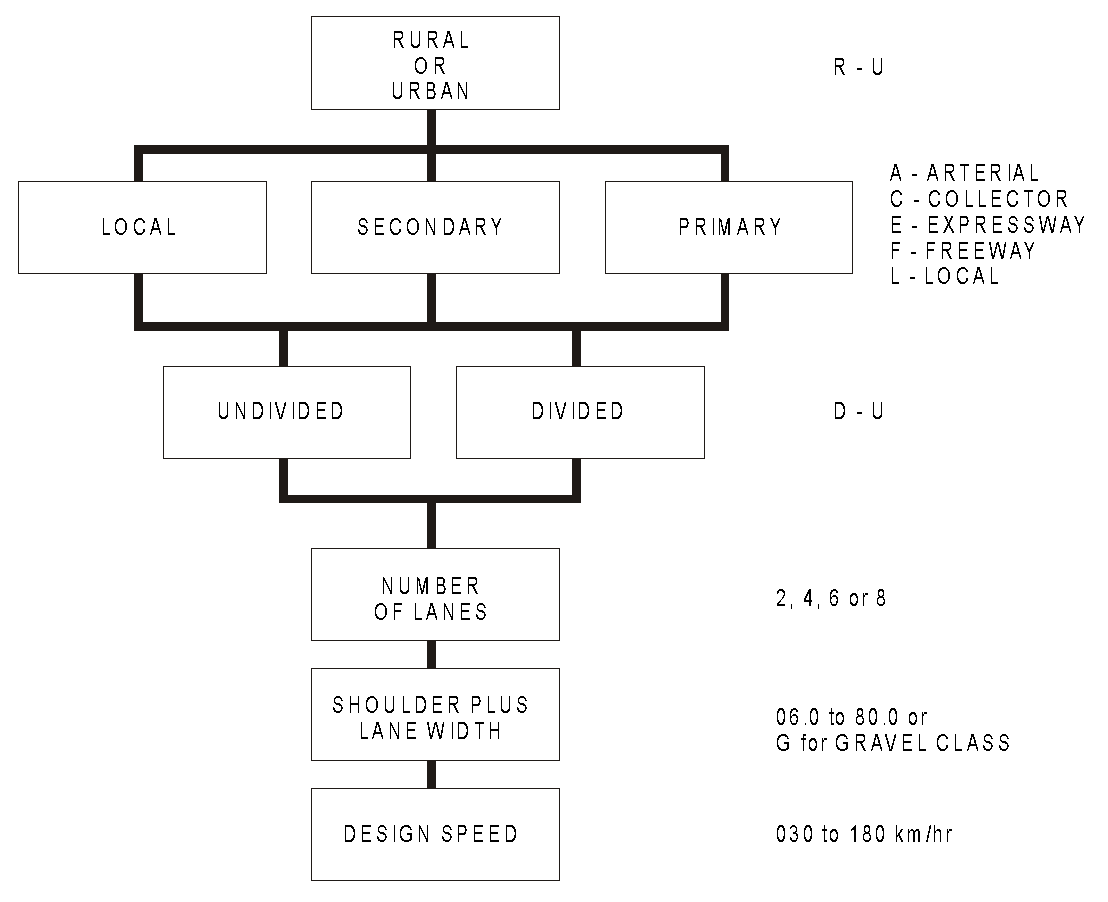 RURAL
OR
URBAN
R - U
LOCAL
SECONDARY
PRIMARY
A - ARTERIAL
C - COLLECTOR
E - EXPRESSWAY
F - FREEWAY
L - LOCAL
UNDIVIDED
DIVIDED
D - U
NUMBER
OF LANES
2, 4, 6 or 8
SHOULDER PLUS
LANE WIDTH
06.0 to 80.0 or
G for GRAVEL CLASS
DESIGN SPEED
030 to 180 km/hr